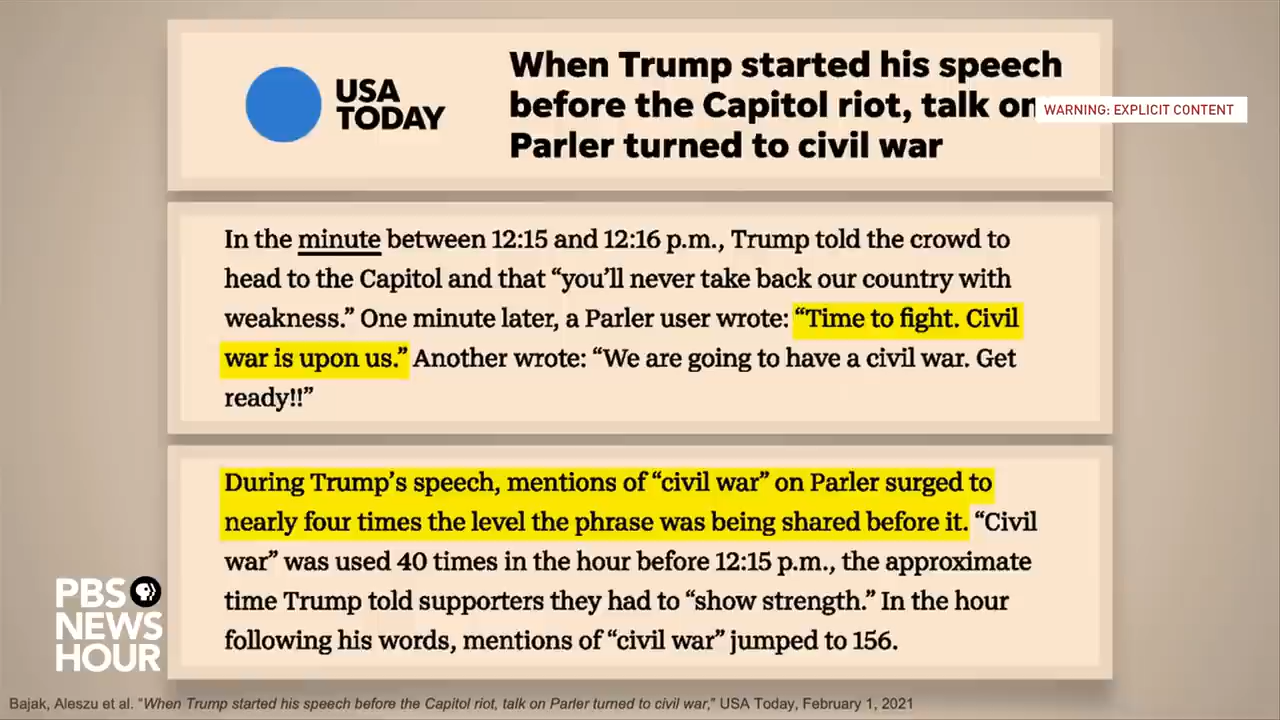 USA
TODAY
When Trump started his speech
before the Capitol riot, talk on
Parler turned to civil war
WARNING: EXPLICIT CONTENT
In the minute between 12:15 and 12:16 p.m., Trump told the crowd to
head to the Capitol and that “you’ll never take back our country with
weakness.” One minute later, a Parler user wrote: “Time to fight. Civil
war is upon us.” Another wrote: “We are going to have a civil war. Get
ready!!”
During Trump’s speech, mentions of “civil war” on Parler surged to
nearly four times the level the phrase was being shared before it. “Civil
war” was used 40 times in the hour before 12:15 p.m., the approximate
time Trump told supporters they had to “show strength.” In the hour
following his words, mentions of “civil war” jumped to 156.
PBS
NEWS
HOUR
Bajak, Aleszu et al. “When Trump started his speech before the Capitol riot, talk on Parler turned to civil war,” USA Today, February 1, 2021